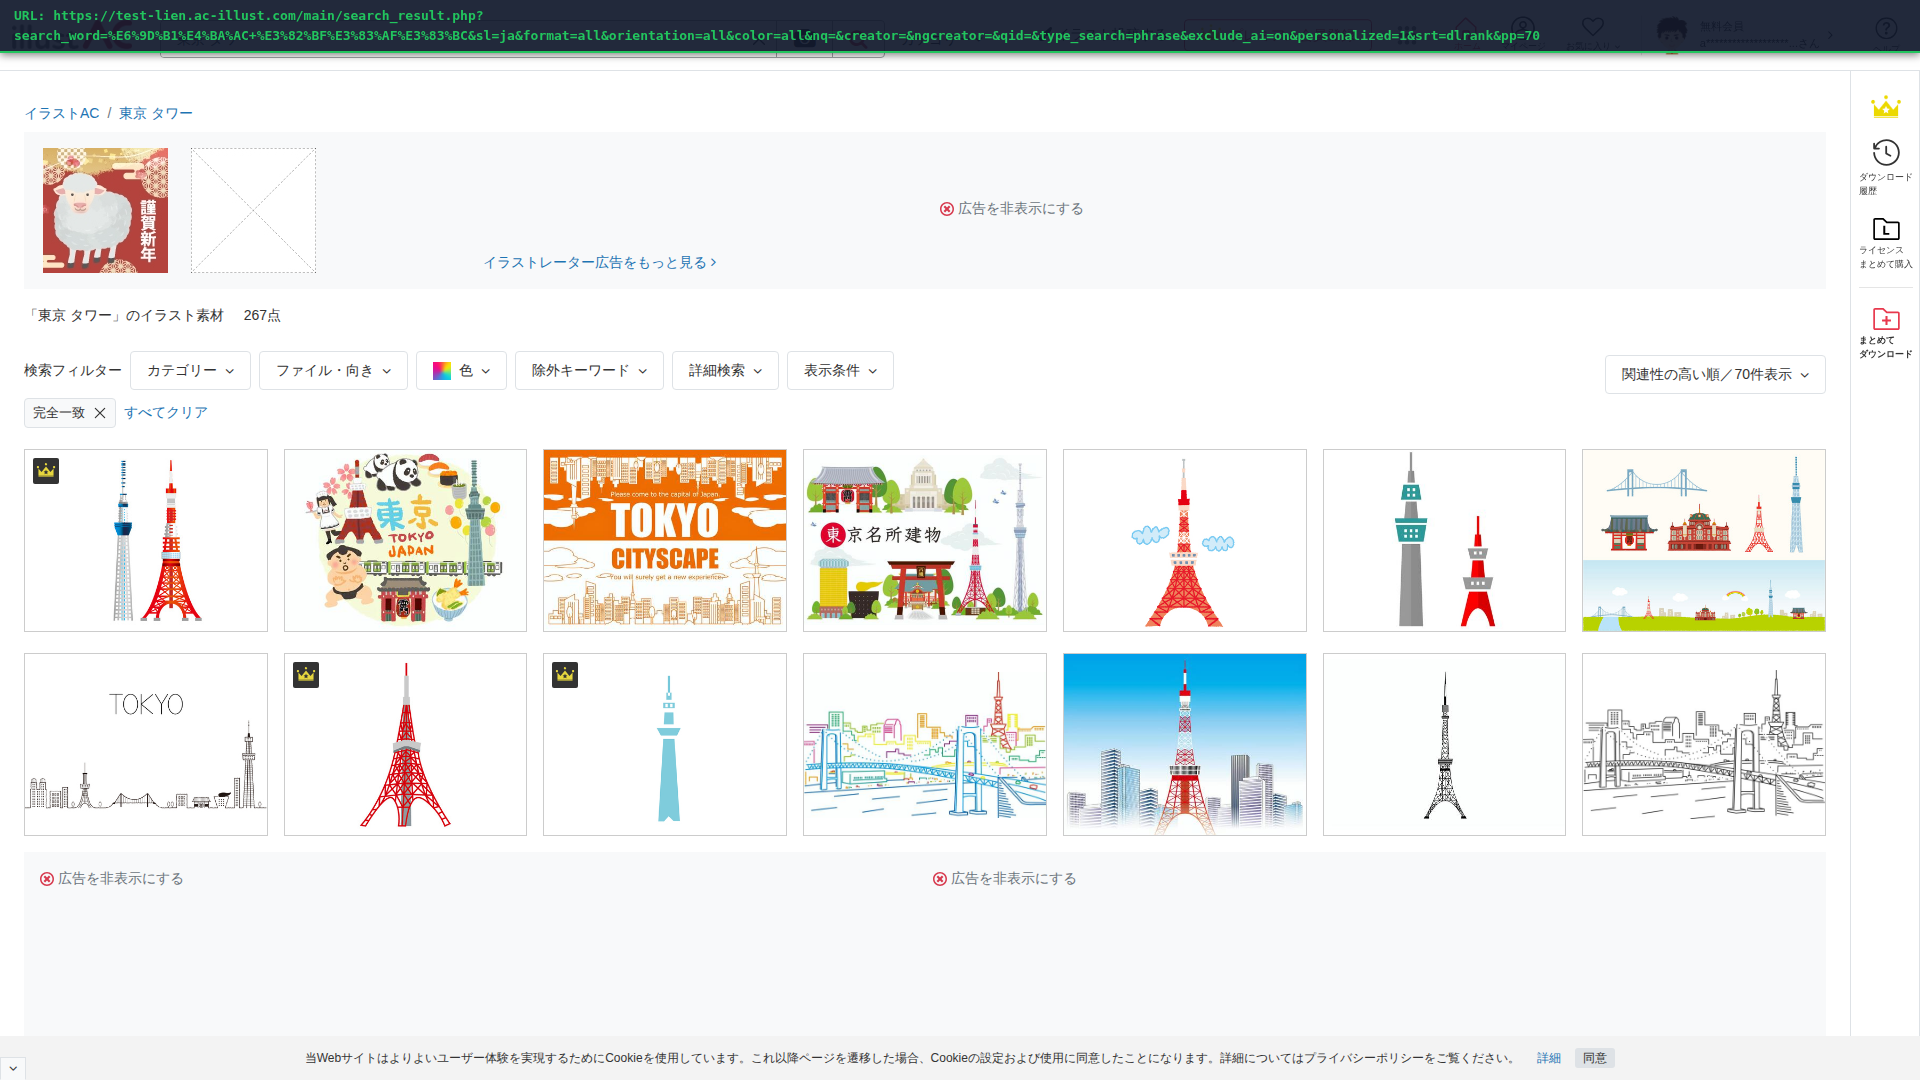 URL: https://test-lien.ac-illust.com/main/search_result.php?
search_word=%E6%9D%B1%E4%BA%AC+%E3%82%BF%E3%83%AF%E3%83%BC&sl=ja&format=all&orientation=all&color=all&nq=&creator=&ngcreator=&qid=&type_search=phrase&exclude_ai=on&personalized=1&srt=dlrank&pp=70
無料会員
イラストAC / 東京 タワー
謹賀新年
広告を非表示にする
イラストレーター広告をもっと見る
「東京 タワー」のイラスト素材 267点
検索フィルター カテゴリー ファイル・向き 色 除外キーワード 詳細検索 表示条件
関連性の高い順／70件表示
完全一致 すべてクリア
東京
TOKYO
JAPAN
Please come to the capital of Japan.
TOKYO
CITYSCAPE
You will surely get a new experience.
東京名所建物
TOKYO
広告を非表示にする 広告を非表示にする
ダウンロード
履歴
ライセンス
まとめて購入
まとめて
ダウンロード
当Webサイトはよりよいユーザー体験を実現するためにCookieを使用しています。これ以降ページを遷移した場合、Cookieの設定および使用に同意したことになります。詳細についてはプライバシーポリシーをご覧ください。 詳細 同意